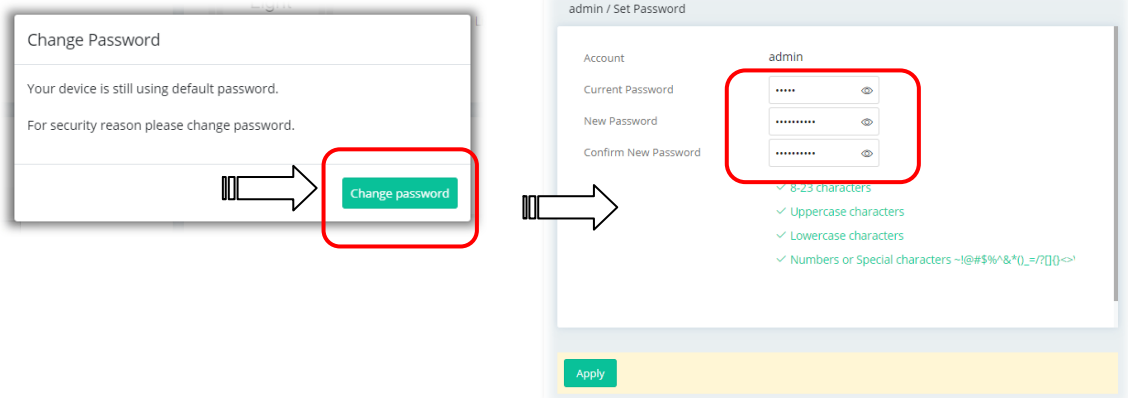 Change Password
Your device is still using default password.
For security reason please change password.
Change password
admin / Set Password
Account admin
Current Password •••••
New Password ••••••••••
Confirm New Password ••••••••••
✓ 8-23 characters
✓ Uppercase characters
✓ Lowercase characters
✓ Numbers or Special characters ~!@#$%^&*()_=/?[]{}<>'
Apply